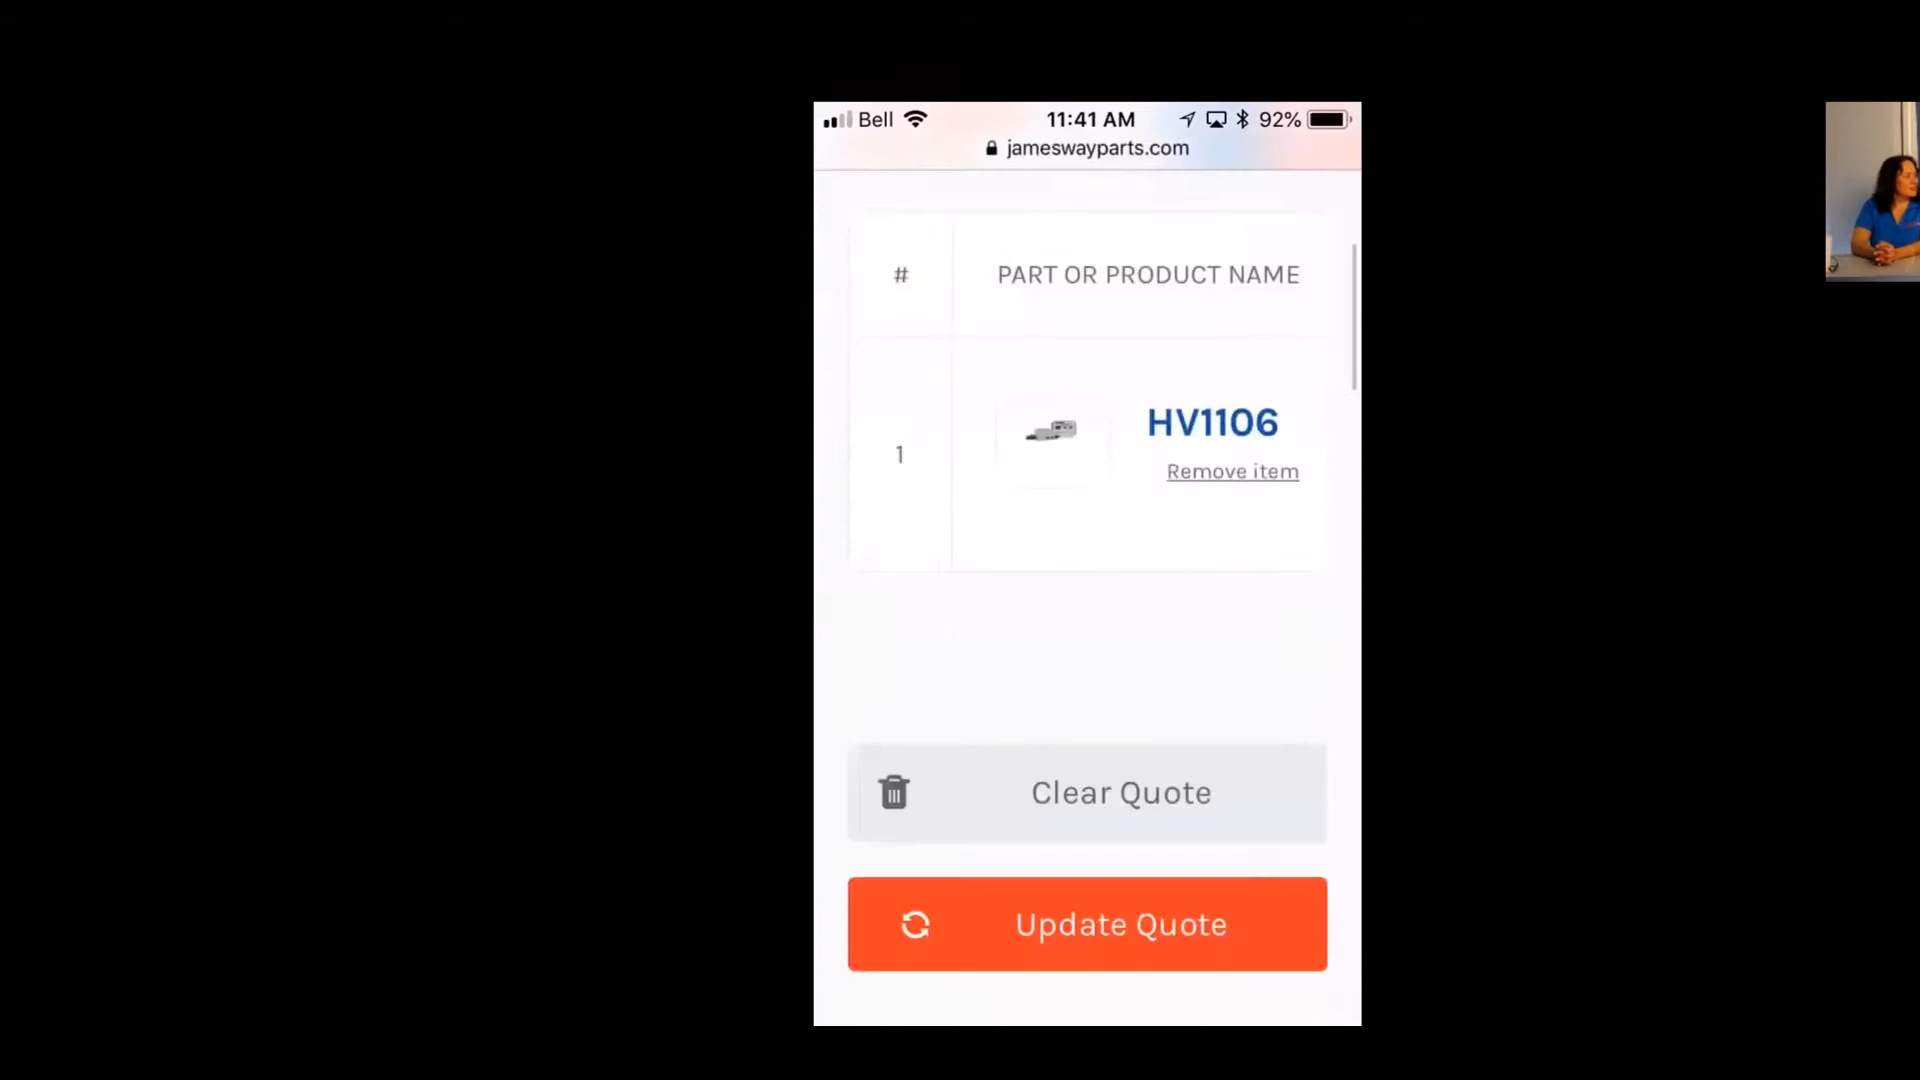 Bell 11:41 AM 92%
jameswayparts.com
# PART OR PRODUCT NAME
1 HV1106
Remove item
Clear Quote
Update Quote